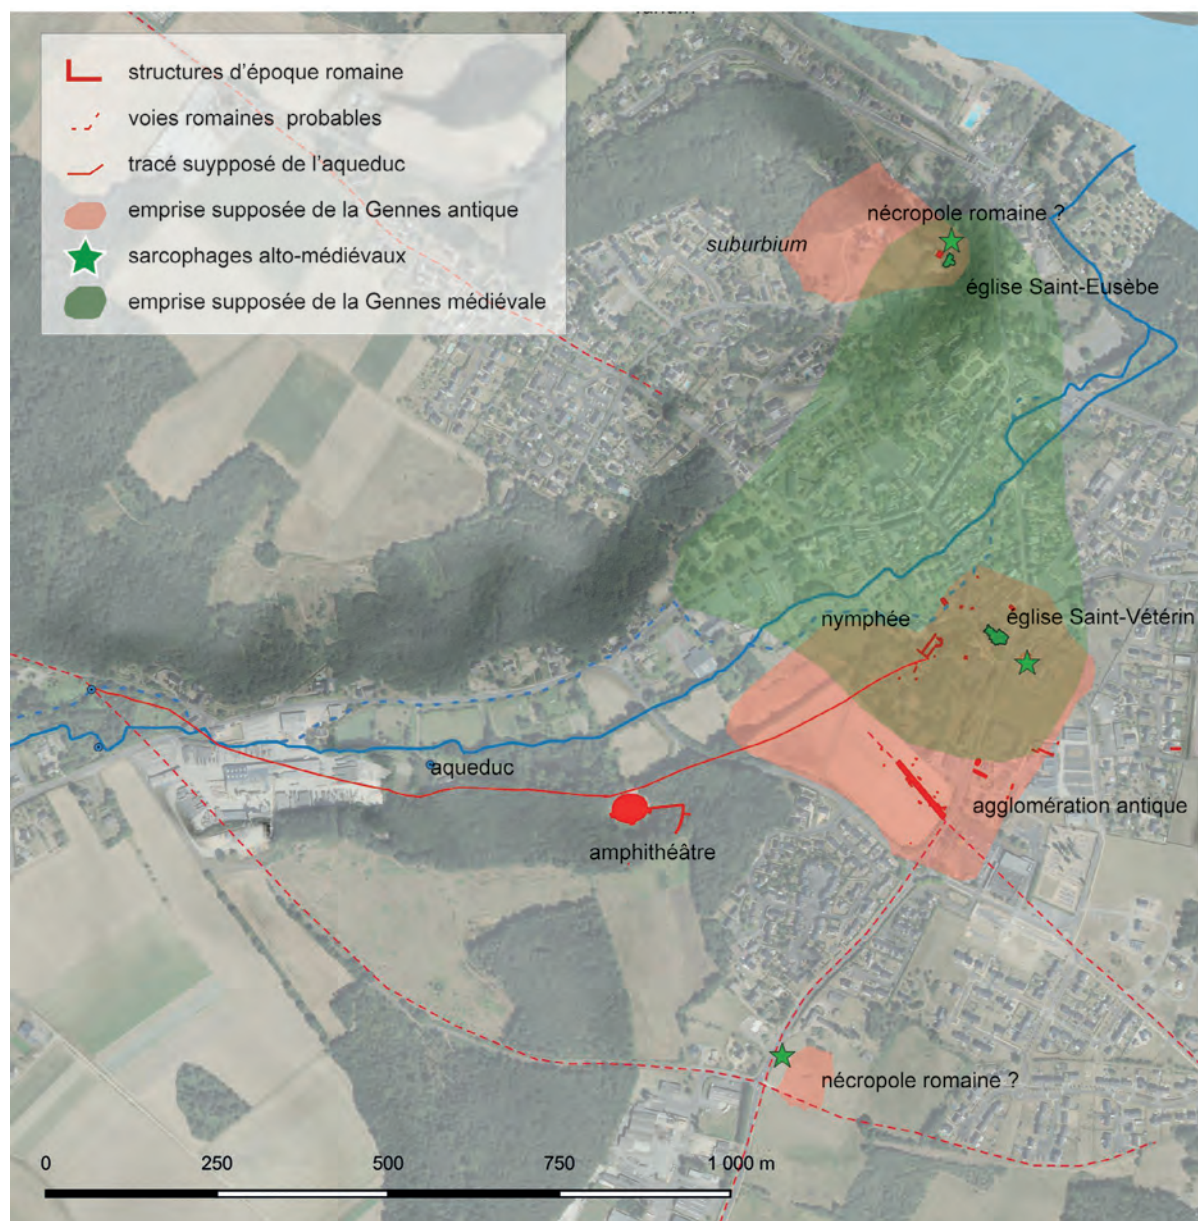 structures d'époque romaine
voies romaines probables
tracé suypposé de l'aqueduc
emprise supposée de la Gennes antique
sarcophages alto-médiévaux
emprise supposée de la Gennes médiévale
nécropole romaine ?
suburbium
église Saint-Eusèbe
nymphée
église Saint-Vétérin
aqueduc
agglomération antique
amphithéâtre
nécropole romaine ?
0 250 500 750 1 000 m